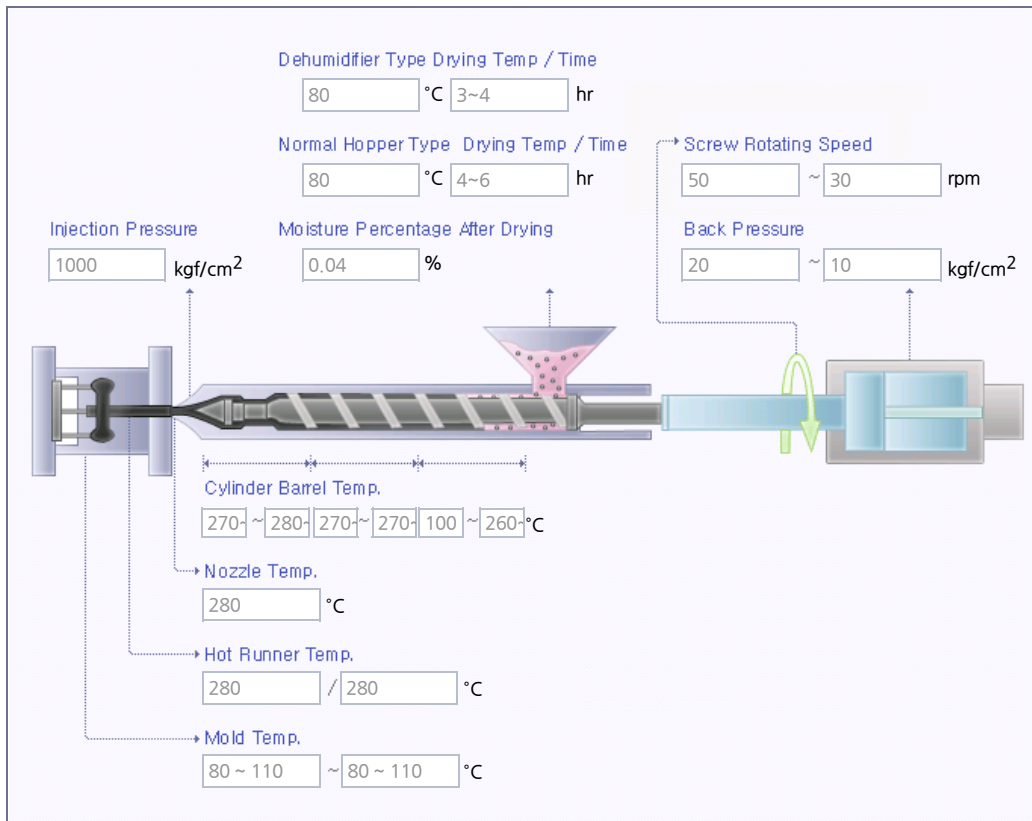 Dehumidifier Type Drying Temp / Time
80 °C 3~4 hr
Normal Hopper Type Drying Temp / Time
80 °C 4~6 hr
Screw Rotating Speed
50 ~ 30 rpm
Injection Pressure
1000 kgf/cm²
Moisture Percentage After Drying
0.04 %
Back Pressure
20 ~ 10 kgf/cm²
Cylinder Barrel Temp.
270~ ~ 280~ 270~ ~ 270~ 100 ~ 260~ °C
Nozzle Temp.
280 °C
Hot Runner Temp.
280 / 280 °C
Mold Temp.
80 ~ 110 ~ 80 ~ 110 °C